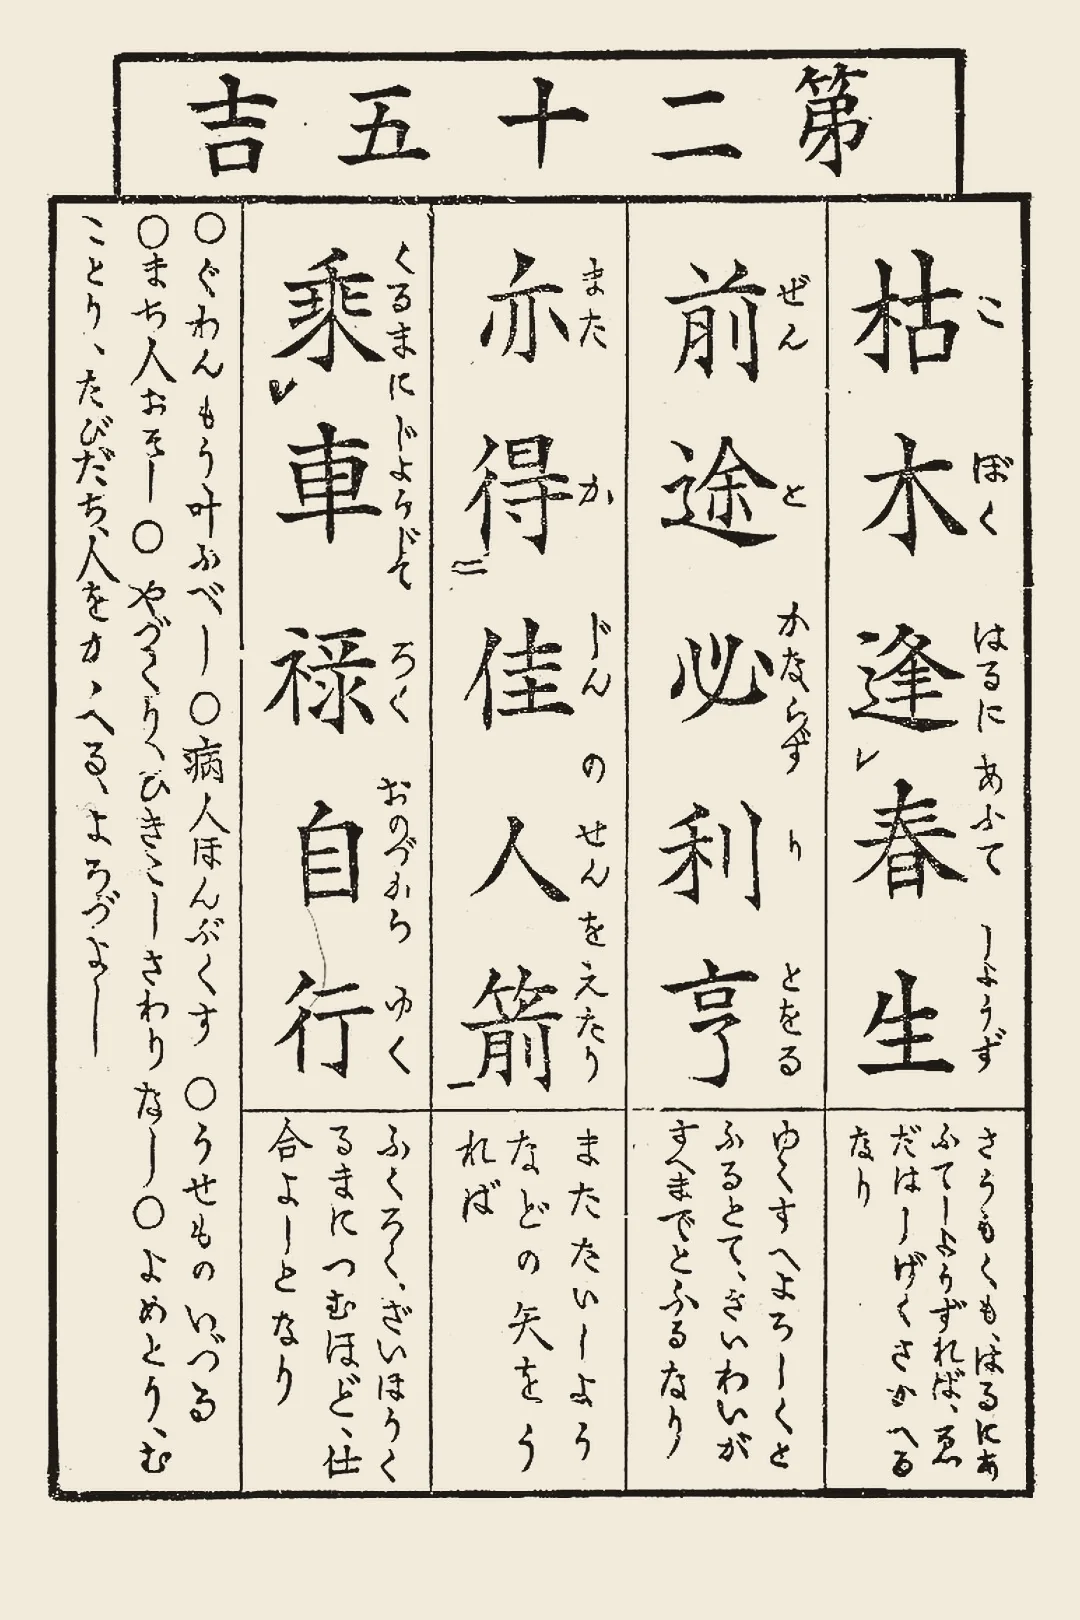 第二十五吉
枯木逢春生
こ ぼく はるに あふて しようず
前途必利亨
ぜん と かならず り とをる
亦得佳人箭
また か じん の せんを えたり
乗車禄自行
くるまに じようじて ろく おのづから ゆく
さうもくも、はるにあ
ふてしようずれば、ゑ
だはしげくさかへる
なり
ゆくすへよろしくと
ふるとて、きいわいが
すへまでとふるなり
またたいしよう
などの矢をう
れば
ふくろく、ざいほうく
るまにつむほど、仕
合よしとなり
○ぐわんもう叶ふべし○病人ほんぶくす ○うせものいづる
○まち人おそし○やづくり、ひきこしさわりなし○よめとり、む
ことり、たびだち、人をかゝへる、よろづよし